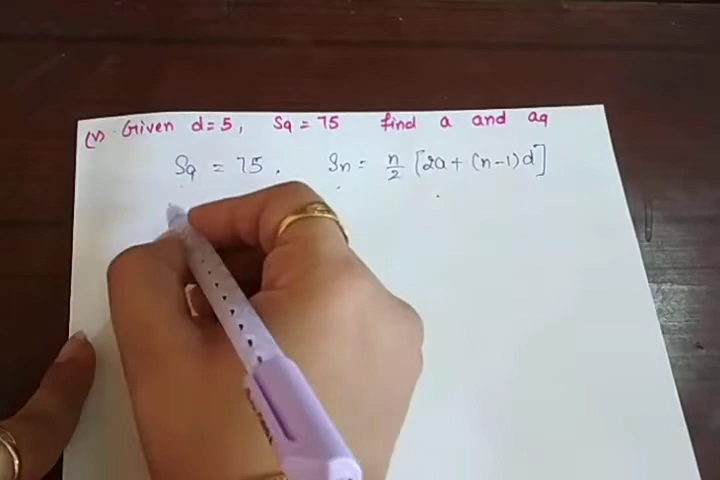 (v). Given d=5, S₉ = 75 find a and a₉
S₉ = 75. Sn = n/2 [2a+(n-1)d]